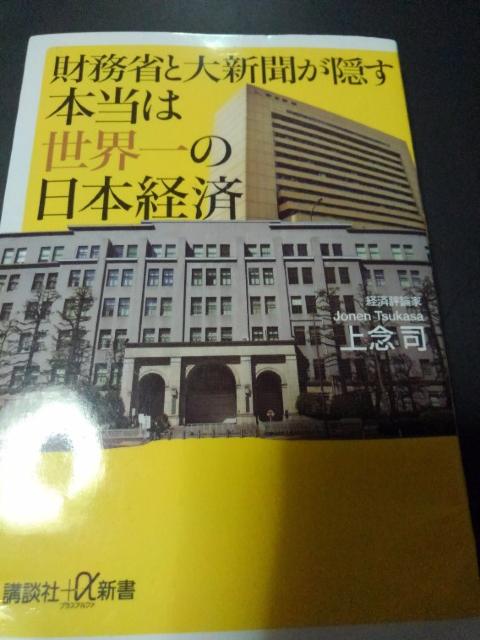 財務省と大新聞が隠す
本当は
世界一の
日本経済
経済評論家
Jonen Tsukasa
上念 司
講談社+α新書
プラスアルファ